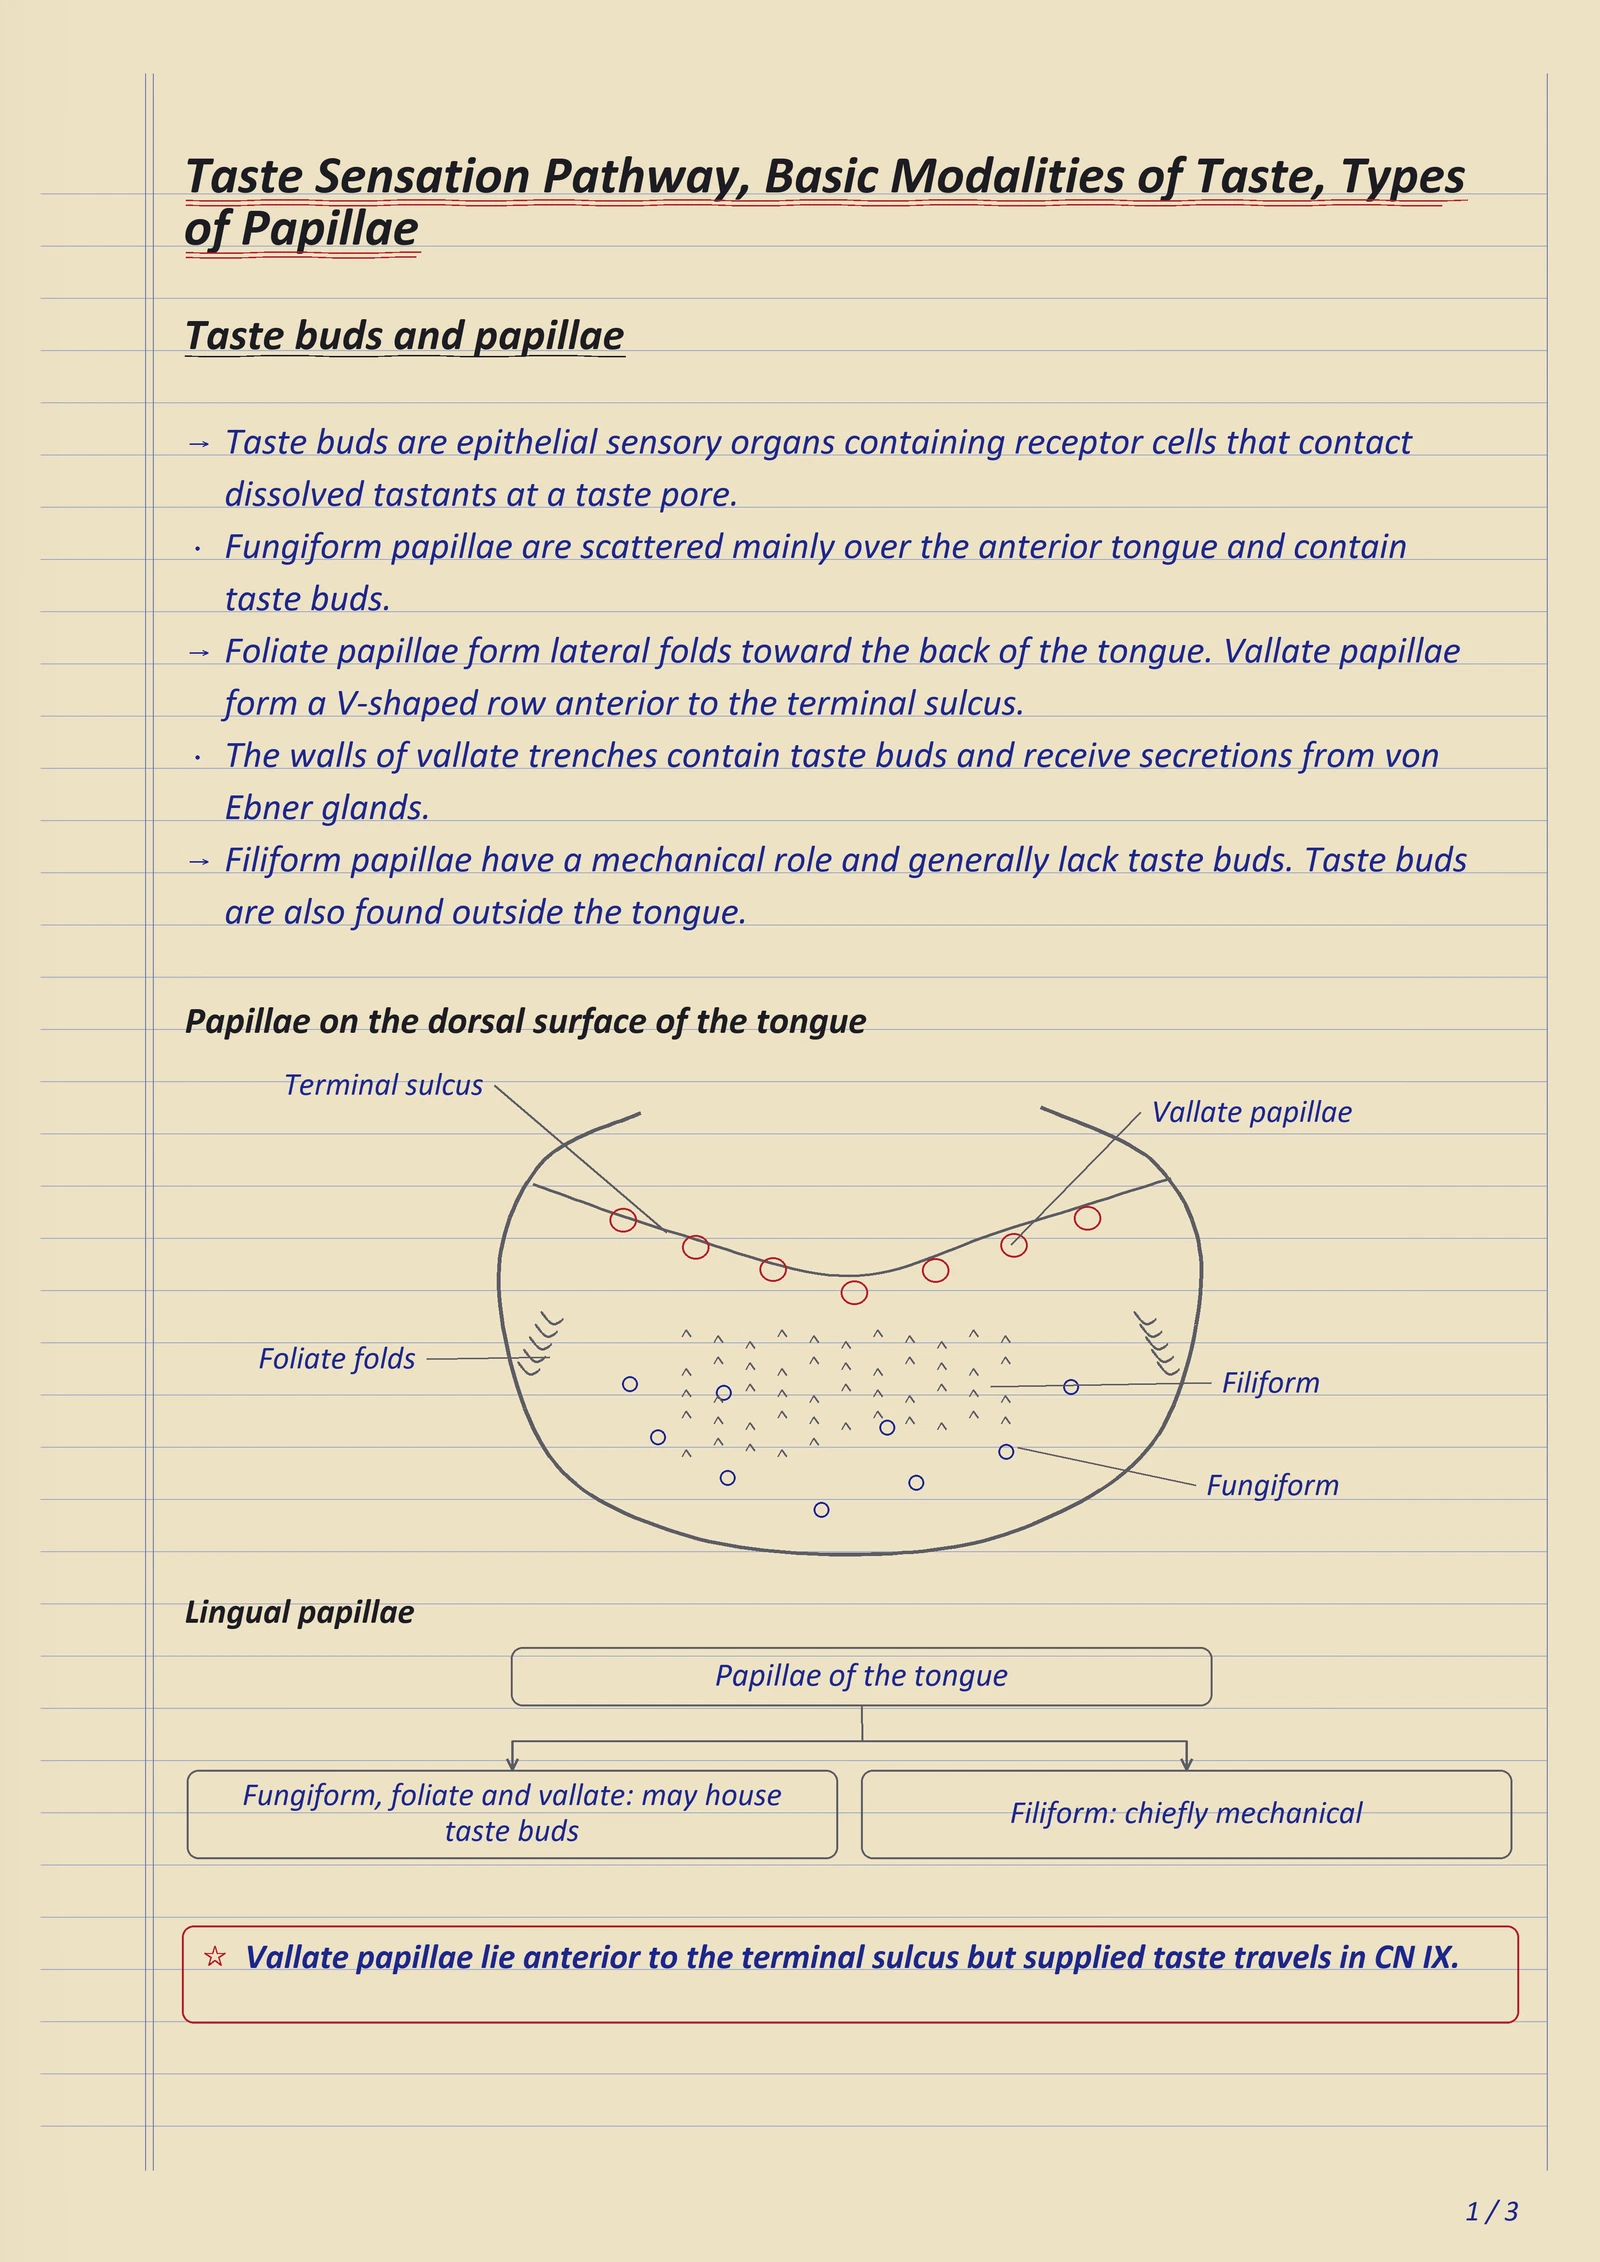 Taste Sensation Pathway, Basic Modalities of Taste, Types
of Papillae
Taste buds and papillae
→ Taste buds are epithelial sensory organs containing receptor cells that contact
dissolved tastants at a taste pore.
· Fungiform papillae are scattered mainly over the anterior tongue and contain
taste buds.
→ Foliate papillae form lateral folds toward the back of the tongue. Vallate papillae
form a V-shaped row anterior to the terminal sulcus.
· The walls of vallate trenches contain taste buds and receive secretions from von
Ebner glands.
→ Filiform papillae have a mechanical role and generally lack taste buds. Taste buds
are also found outside the tongue.
Papillae on the dorsal surface of the tongue
Terminal sulcus
Vallate papillae
Foliate folds
Filiform
Fungiform
Lingual papillae
Papillae of the tongue
Fungiform, foliate and vallate: may house
taste buds
Filiform: chiefly mechanical
☆ Vallate papillae lie anterior to the terminal sulcus but supplied taste travels in CN IX.
1 / 3